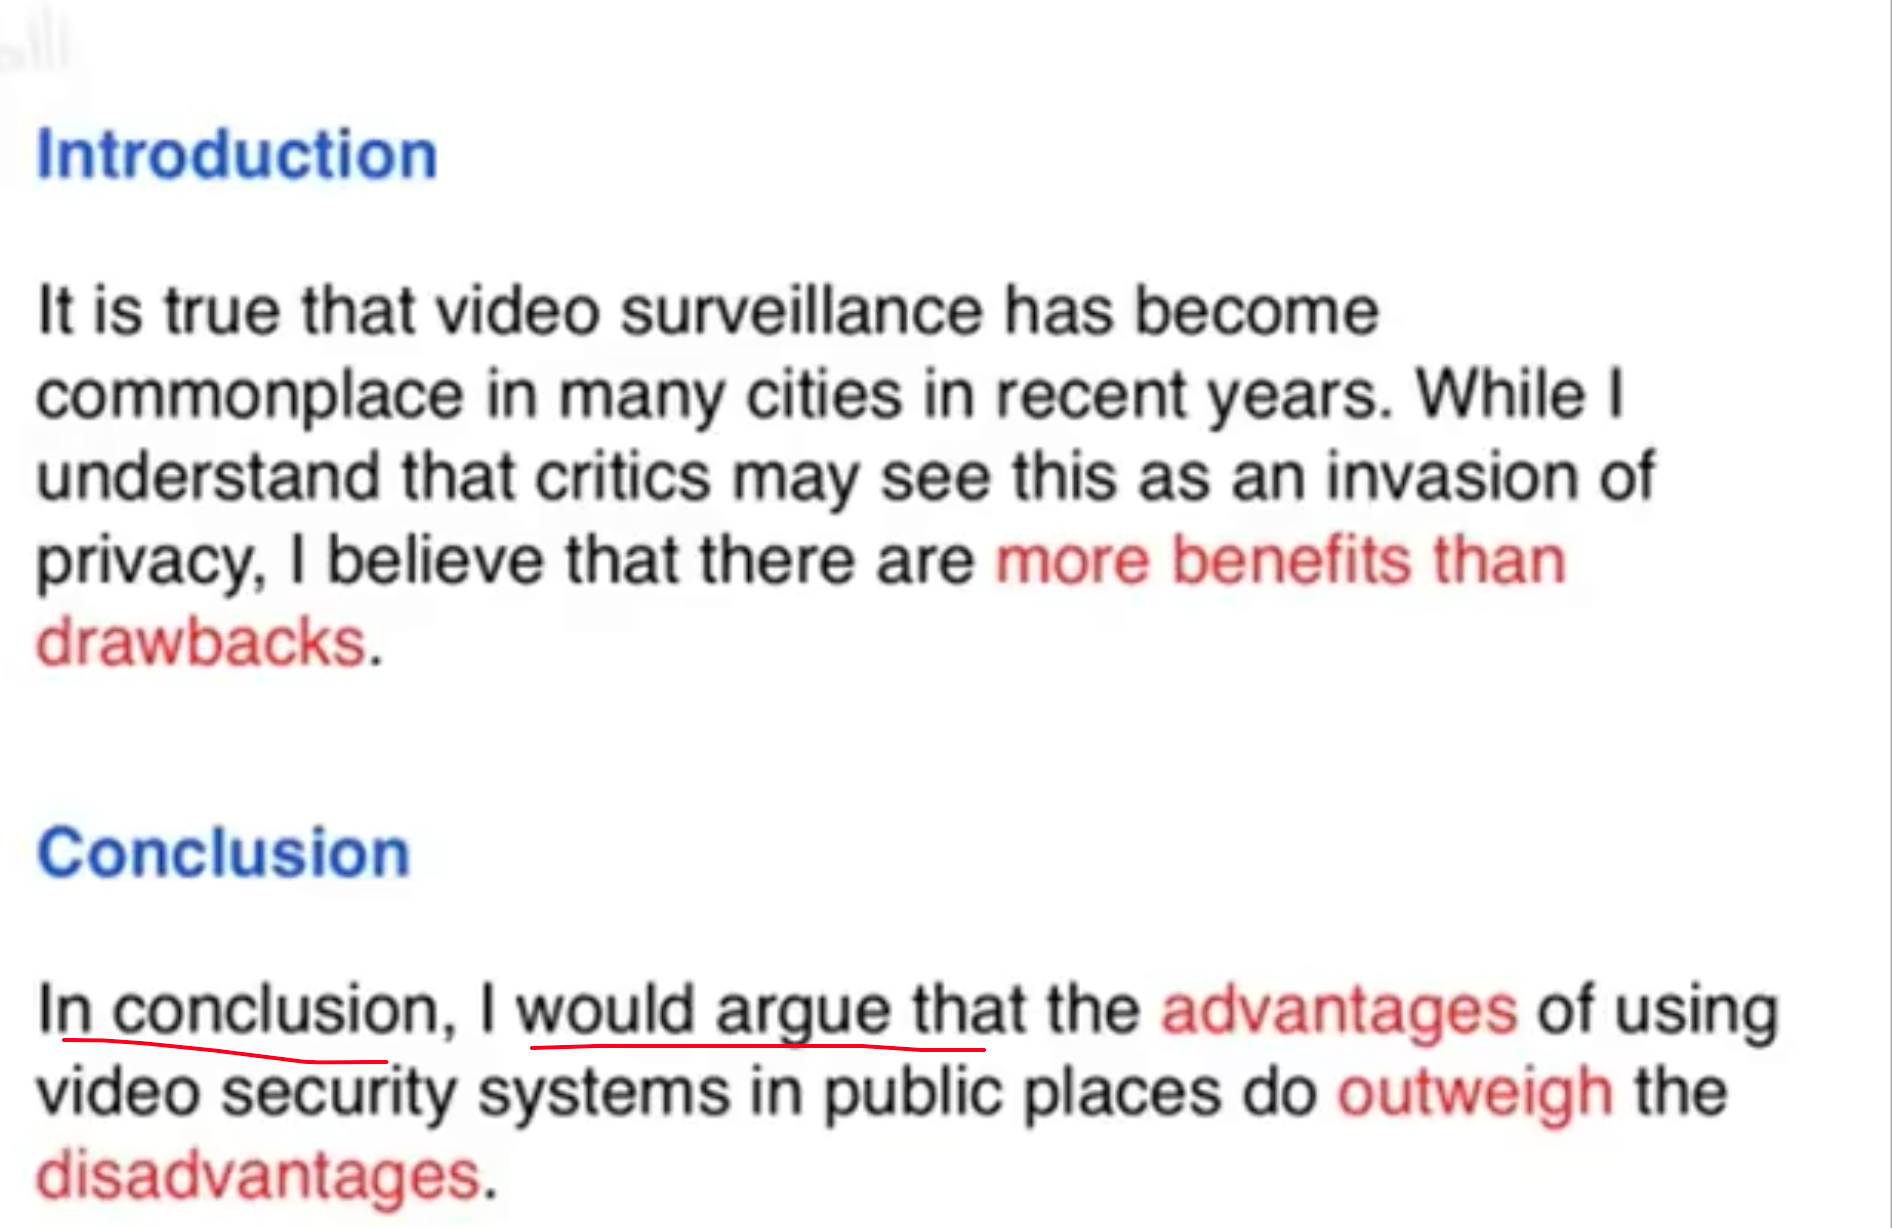 Introduction
It is true that video surveillance has become
commonplace in many cities in recent years. While I
understand that critics may see this as an invasion of
privacy, I believe that there are more benefits than
drawbacks.
Conclusion
In conclusion, I would argue that the advantages of using
video security systems in public places do outweigh the
disadvantages.